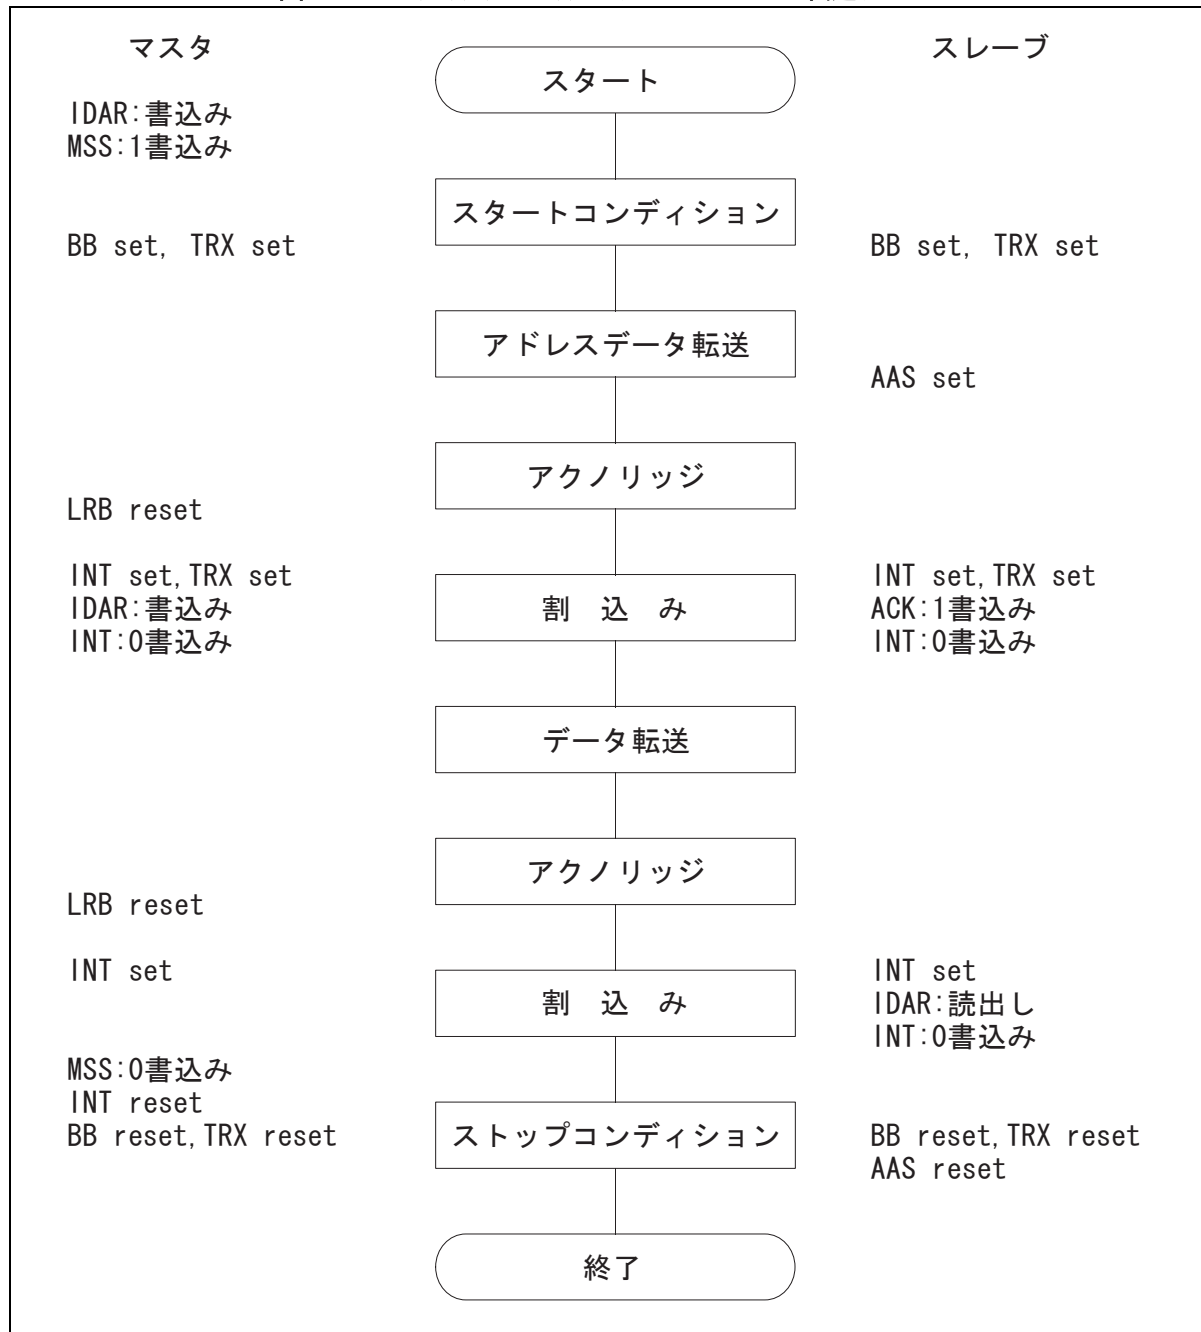 マスタ
スタート
スレーブ
IDAR:書込み
MSS:1書込み
スタートコンディション
BB set, TRX set
BB set, TRX set
アドレスデータ転送
AAS set
アクノリッジ
LRB reset
INT set,TRX set
IDAR:書込み
INT:0書込み
割 込 み
INT set,TRX set
ACK:1書込み
INT:0書込み
データ転送
アクノリッジ
LRB reset
INT set
割 込 み
INT set
IDAR:読出し
INT:0書込み
MSS:0書込み
INT reset
BB reset,TRX reset
ストップコンディション
BB reset,TRX reset
AAS reset
終了